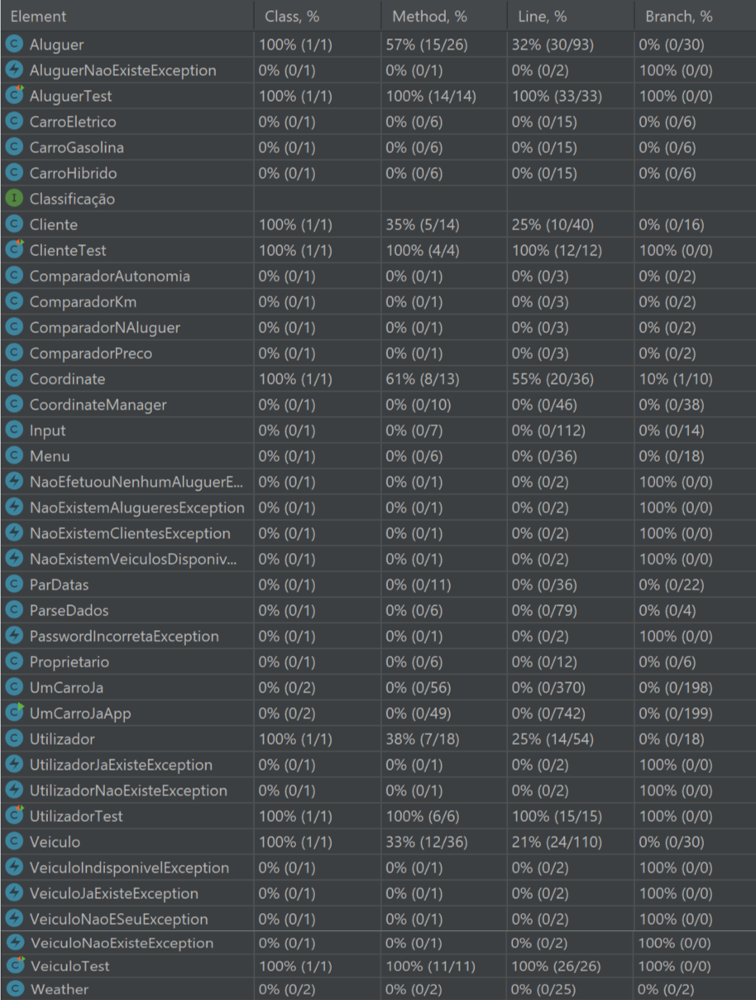 Element Class, % Method, % Line, % Branch, %
C Aluguer 100% (1/1) 57% (15/26) 32% (30/93) 0% (0/30)
AluguerNaoExisteException 0% (0/1) 0% (0/1) 0% (0/2) 100% (0/0)
C AluguerTest 100% (1/1) 100% (14/14) 100% (33/33) 100% (0/0)
C CarroEletrico 0% (0/1) 0% (0/6) 0% (0/15) 0% (0/6)
C CarroGasolina 0% (0/1) 0% (0/6) 0% (0/15) 0% (0/6)
C CarroHibrido 0% (0/1) 0% (0/6) 0% (0/15) 0% (0/6)
I Classificação
C Cliente 100% (1/1) 35% (5/14) 25% (10/40) 0% (0/16)
C ClienteTest 100% (1/1) 100% (4/4) 100% (12/12) 100% (0/0)
C ComparadorAutonomia 0% (0/1) 0% (0/1) 0% (0/3) 0% (0/2)
C ComparadorKm 0% (0/1) 0% (0/1) 0% (0/3) 0% (0/2)
C ComparadorNAluguer 0% (0/1) 0% (0/1) 0% (0/3) 0% (0/2)
C ComparadorPreco 0% (0/1) 0% (0/1) 0% (0/3) 0% (0/2)
C Coordinate 100% (1/1) 61% (8/13) 55% (20/36) 10% (1/10)
C CoordinateManager 0% (0/1) 0% (0/10) 0% (0/46) 0% (0/38)
C Input 0% (0/1) 0% (0/7) 0% (0/112) 0% (0/14)
C Menu 0% (0/1) 0% (0/6) 0% (0/36) 0% (0/18)
NaoEfetuouNenhumAluguerE... 0% (0/1) 0% (0/1) 0% (0/2) 100% (0/0)
NaoExistemAlugueresException 0% (0/1) 0% (0/1) 0% (0/2) 100% (0/0)
NaoExistemClientesException 0% (0/1) 0% (0/1) 0% (0/2) 100% (0/0)
NaoExistemVeiculosDisponiv... 0% (0/1) 0% (0/1) 0% (0/2) 100% (0/0)
C ParDatas 0% (0/1) 0% (0/11) 0% (0/36) 0% (0/22)
C ParseDados 0% (0/1) 0% (0/6) 0% (0/79) 0% (0/4)
PasswordIncorretaException 0% (0/1) 0% (0/1) 0% (0/2) 100% (0/0)
C Proprietario 0% (0/1) 0% (0/6) 0% (0/12) 0% (0/6)
C UmCarroJa 0% (0/2) 0% (0/56) 0% (0/370) 0% (0/198)
C UmCarroJaApp 0% (0/2) 0% (0/49) 0% (0/742) 0% (0/199)
C Utilizador 100% (1/1) 38% (7/18) 25% (14/54) 0% (0/18)
UtilizadorJaExisteException 0% (0/1) 0% (0/1) 0% (0/2) 100% (0/0)
UtilizadorNaoExisteException 0% (0/1) 0% (0/1) 0% (0/2) 100% (0/0)
C UtilizadorTest 100% (1/1) 100% (6/6) 100% (15/15) 100% (0/0)
C Veiculo 100% (1/1) 33% (12/36) 21% (24/110) 0% (0/30)
VeiculoIndisponivelException 0% (0/1) 0% (0/1) 0% (0/2) 100% (0/0)
VeiculoJaExisteException 0% (0/1) 0% (0/1) 0% (0/2) 100% (0/0)
VeiculoNaoESeuException 0% (0/1) 0% (0/1) 0% (0/2) 100% (0/0)
VeiculoNaoExisteException 0% (0/1) 0% (0/1) 0% (0/2) 100% (0/0)
C VeiculoTest 100% (1/1) 100% (11/11) 100% (26/26) 100% (0/0)
C Weather 0% (0/2) 0% (0/2) 0% (0/25) 0% (0/2)